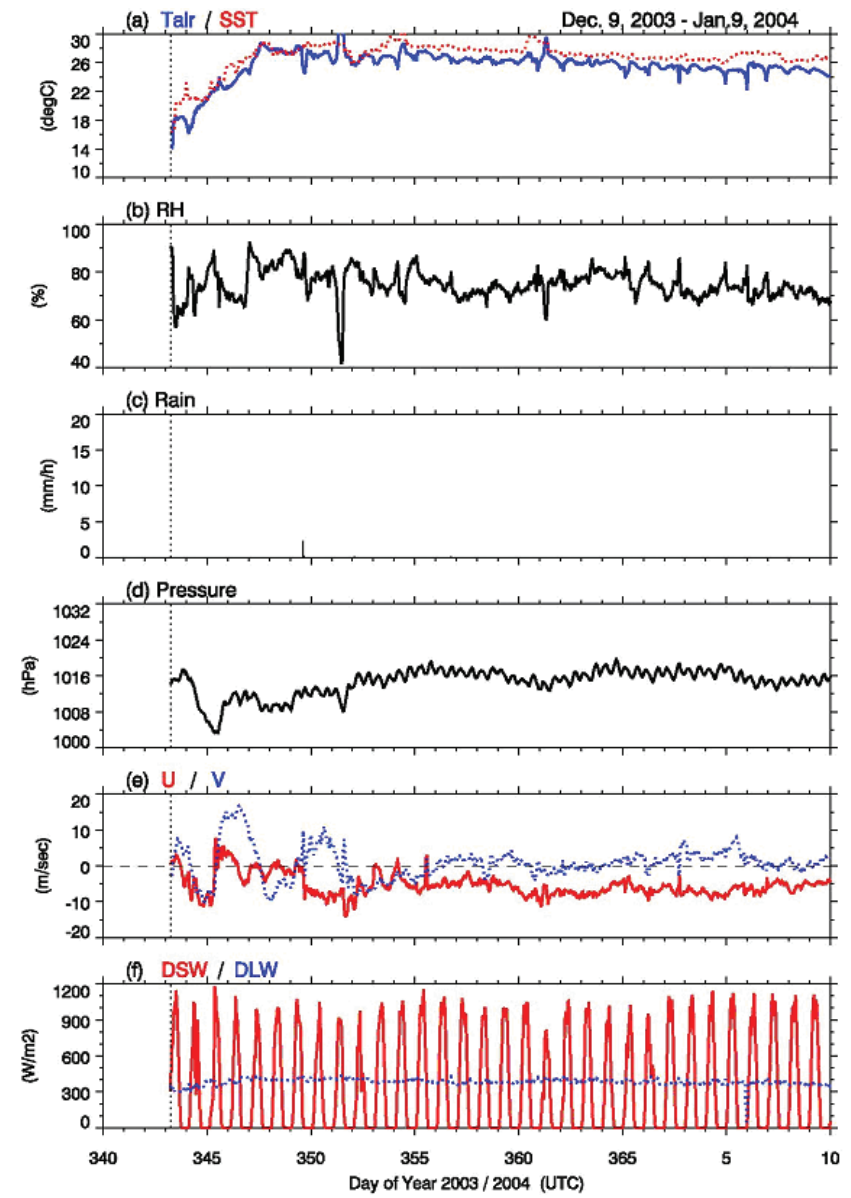 (a) Tair / SST Dec. 9, 2003 - Jan.9, 2004
30
26
22
18
14
10
(degC)
(b) RH
100
80
60
40
(%)
(c) Rain
20
15
10
5
0
(mm/h)
(d) Pressure
1032
1024
1016
1008
1000
(hPa)
(e) U / V
20
10
0
-10
-20
(m/sec)
(f) DSW / DLW
1200
900
600
300
0
(W/m2)
340 345 350 355 360 365 5 10
Day of Year 2003 / 2004 (UTC)